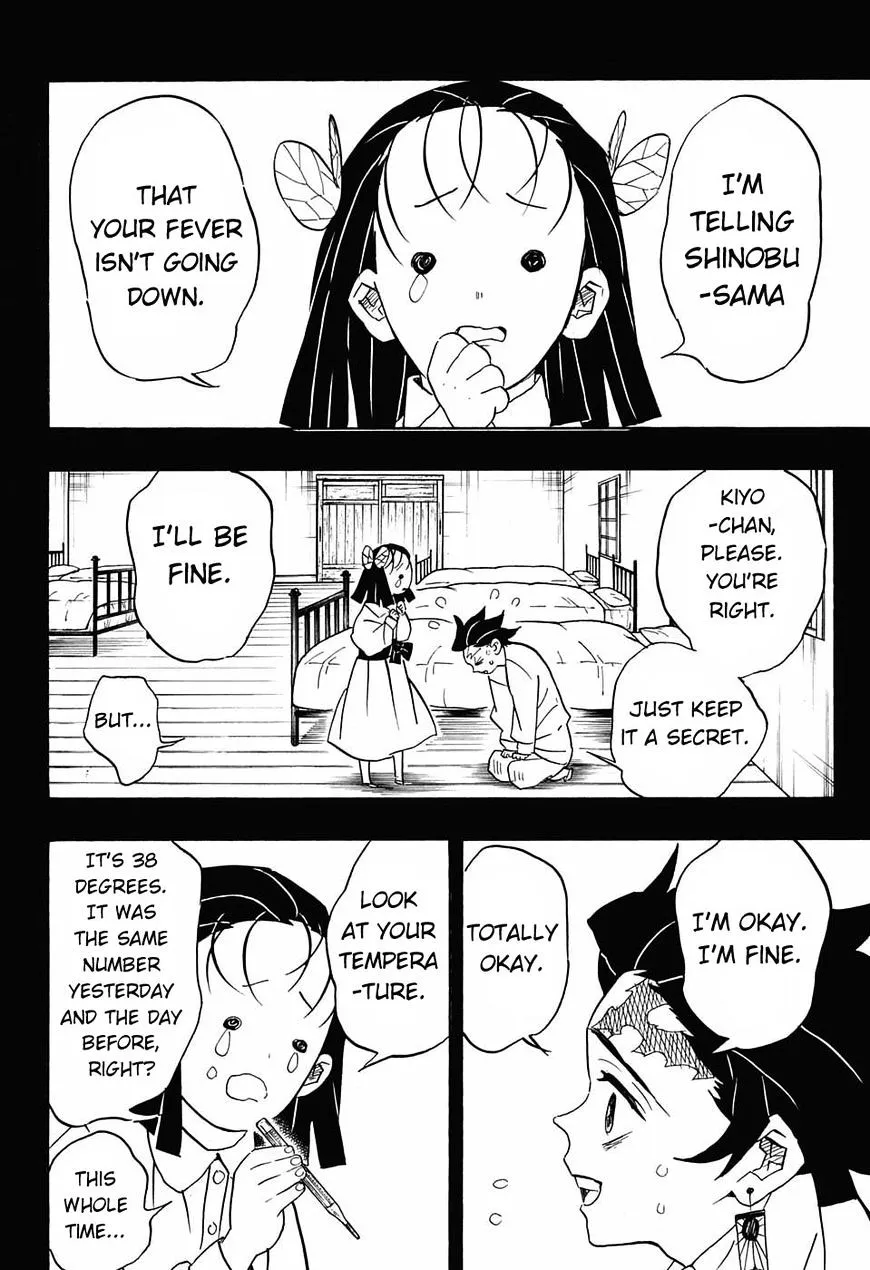 I'M
TELLING
SHINOBU
-SAMA
THAT
YOUR FEVER
ISN'T GOING
DOWN.
KIYO
-CHAN,
PLEASE.
YOU'RE
RIGHT.
JUST KEEP
IT A SECRET.
I'LL BE
FINE.
BUT...
I'M OKAY.
I'M FINE.
TOTALLY
OKAY.
LOOK
AT YOUR
TEMPERA
-TURE.
IT'S 38
DEGREES.
IT WAS
THE SAME
NUMBER
YESTERDAY
AND THE DAY
BEFORE,
RIGHT?
THIS
WHOLE
TIME...